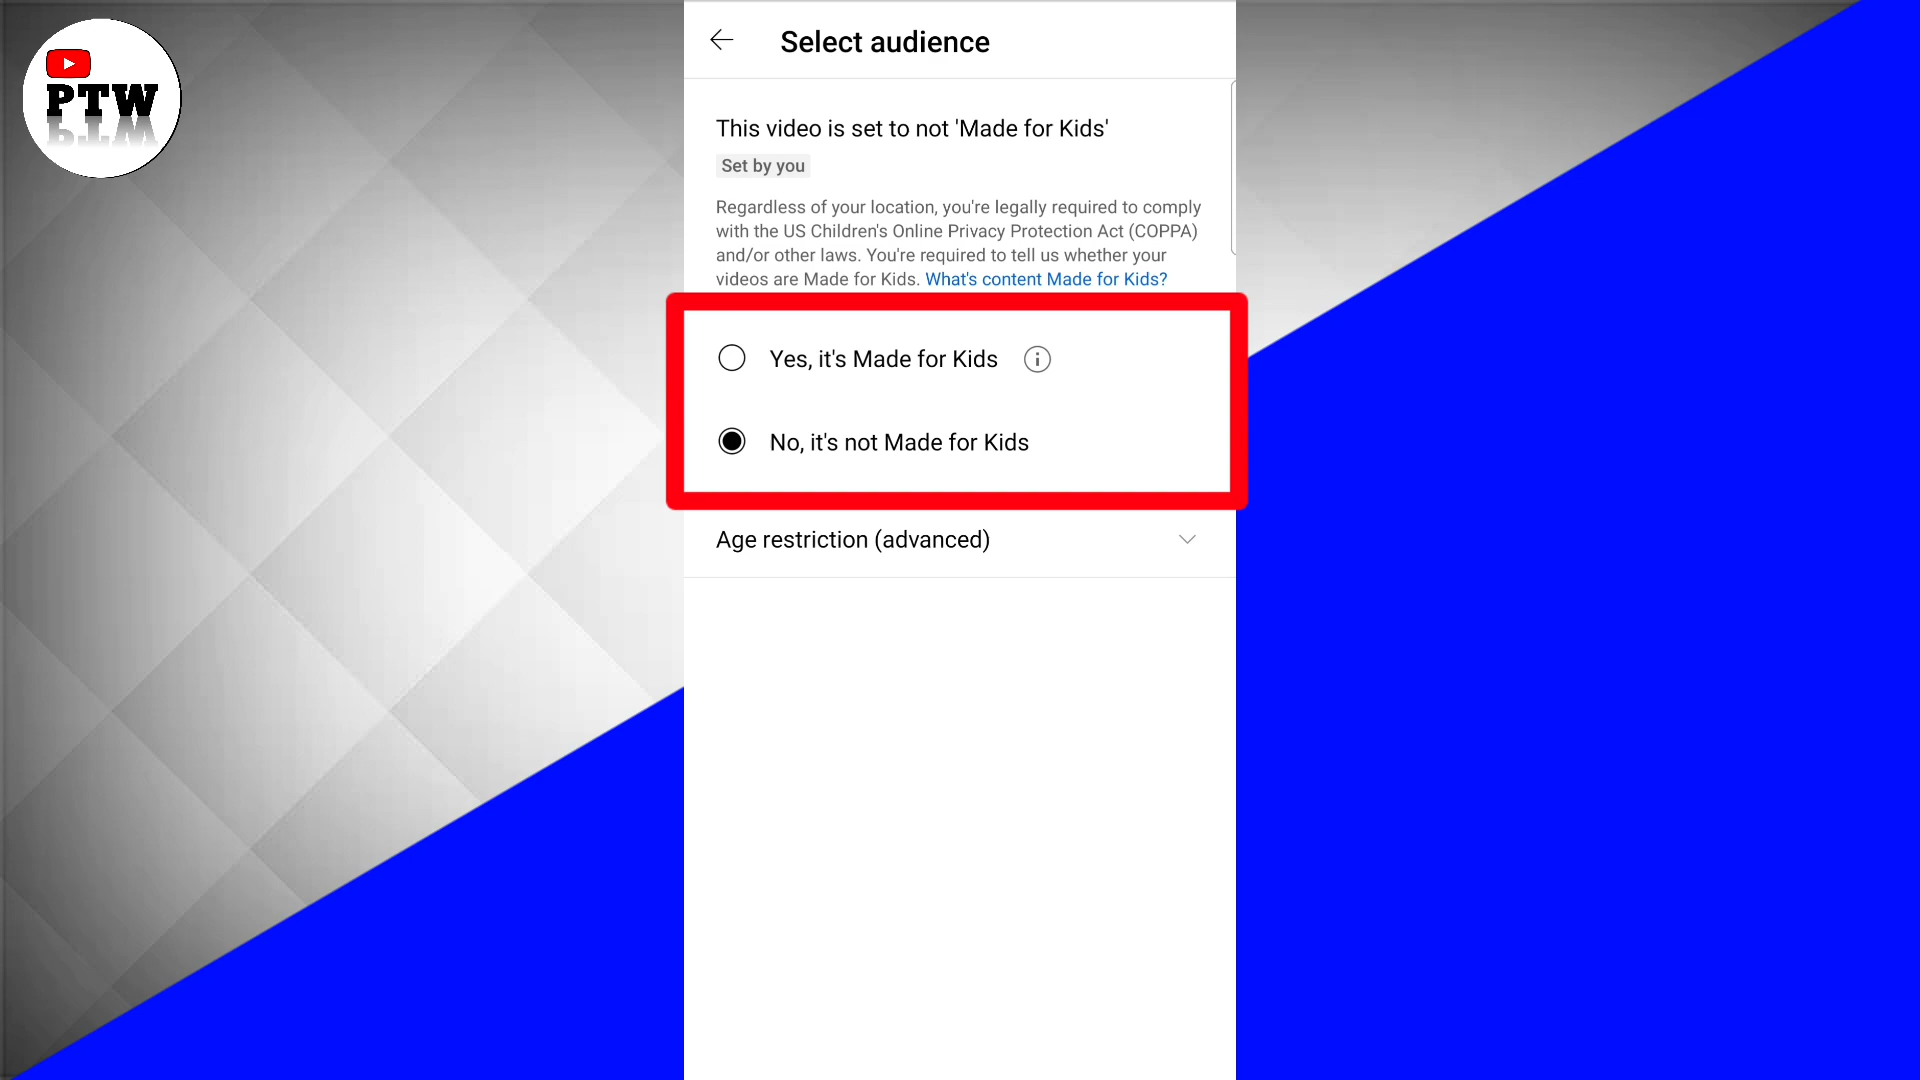 PTW
Select audience
This video is set to not 'Made for Kids'
Set by you
Regardless of your location, you're legally required to comply
with the US Children's Online Privacy Protection Act (COPPA)
and/or other laws. You're required to tell us whether your
videos are Made for Kids. What's content Made for Kids?
Yes, it's Made for Kids
No, it's not Made for Kids
Age restriction (advanced)